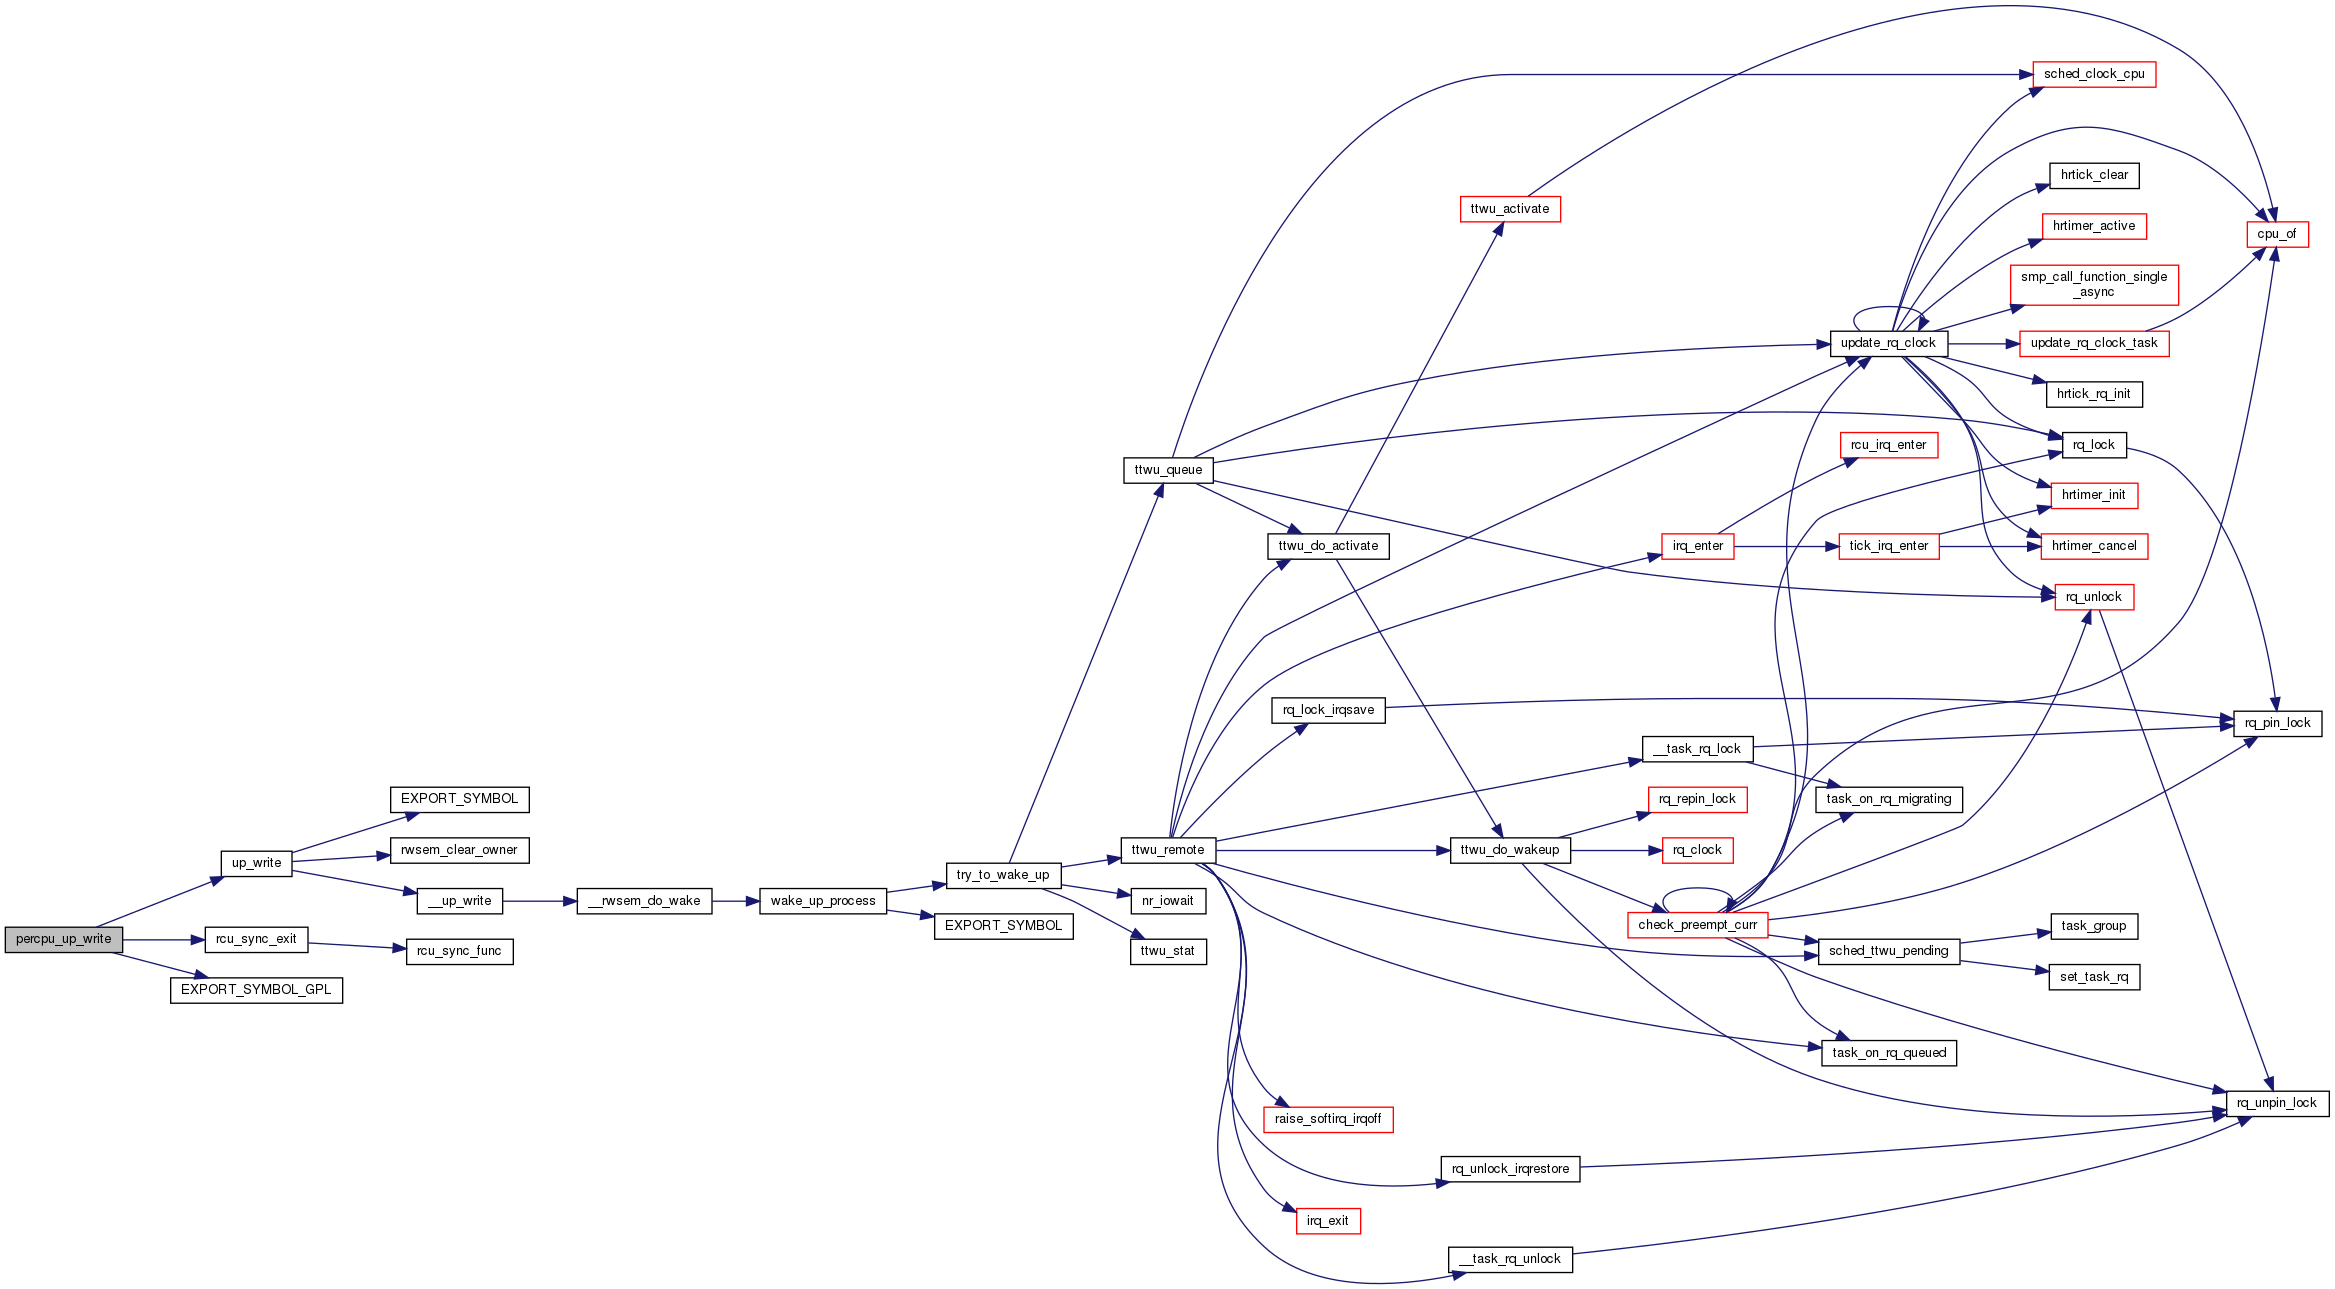 percpu_up_write
up_write
rcu_sync_exit
EXPORT_SYMBOL_GPL
EXPORT_SYMBOL
rwsem_clear_owner
__up_write
rcu_sync_func
__rwsem_do_wake
wake_up_process
try_to_wake_up
EXPORT_SYMBOL
ttwu_queue
ttwu_remote
nr_iowait
ttwu_stat
ttwu_do_activate
rq_lock_irqsave
raise_softirq_irqoff
irq_exit
ttwu_activate
ttwu_do_wakeup
rq_unlock_irqrestore
__task_rq_unlock
irq_enter
__task_rq_lock
rq_repin_lock
rq_clock
check_preempt_curr
update_rq_clock
rcu_irq_enter
tick_irq_enter
task_on_rq_migrating
sched_ttwu_pending
task_on_rq_queued
sched_clock_cpu
hrtick_clear
hrtimer_active
smp_call_function_single
_async
update_rq_clock_task
hrtick_rq_init
rq_lock
hrtimer_init
hrtimer_cancel
rq_unlock
task_group
set_task_rq
cpu_of
rq_pin_lock
rq_unpin_lock